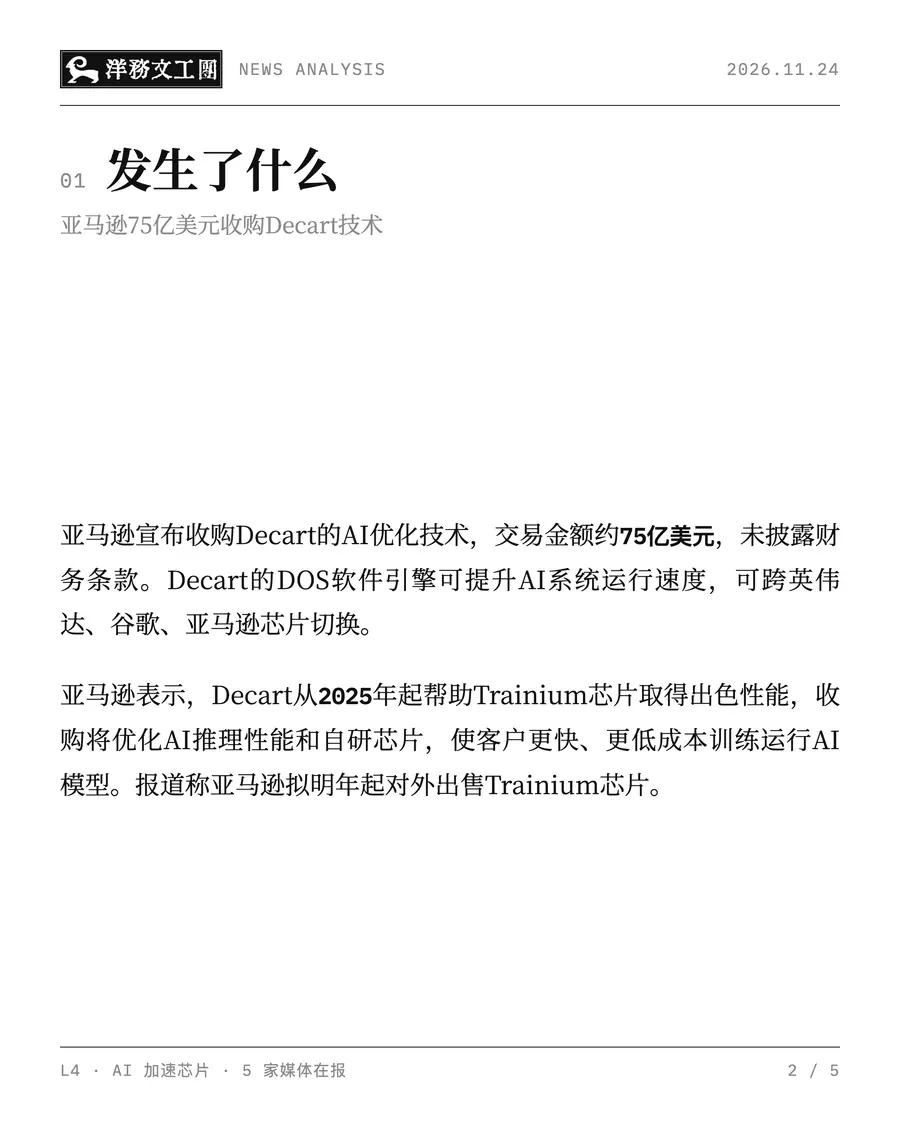 洋務文工團 NEWS ANALYSIS 2026.11.24
01 发生了什么
亚马逊75亿美元收购Decart技术
亚马逊宣布收购Decart的AI优化技术，交易金额约75亿美元，未披露财
务条款。Decart的DOS软件引擎可提升AI系统运行速度，可跨英伟
达、谷歌、亚马逊芯片切换。
亚马逊表示，Decart从2025年起帮助Trainium芯片取得出色性能，收
购将优化AI推理性能和自研芯片，使客户更快、更低成本训练运行AI
模型。报道称亚马逊拟明年起对外出售Trainium芯片。
L4 · AI 加速芯片 · 5 家媒体在报 2 / 5